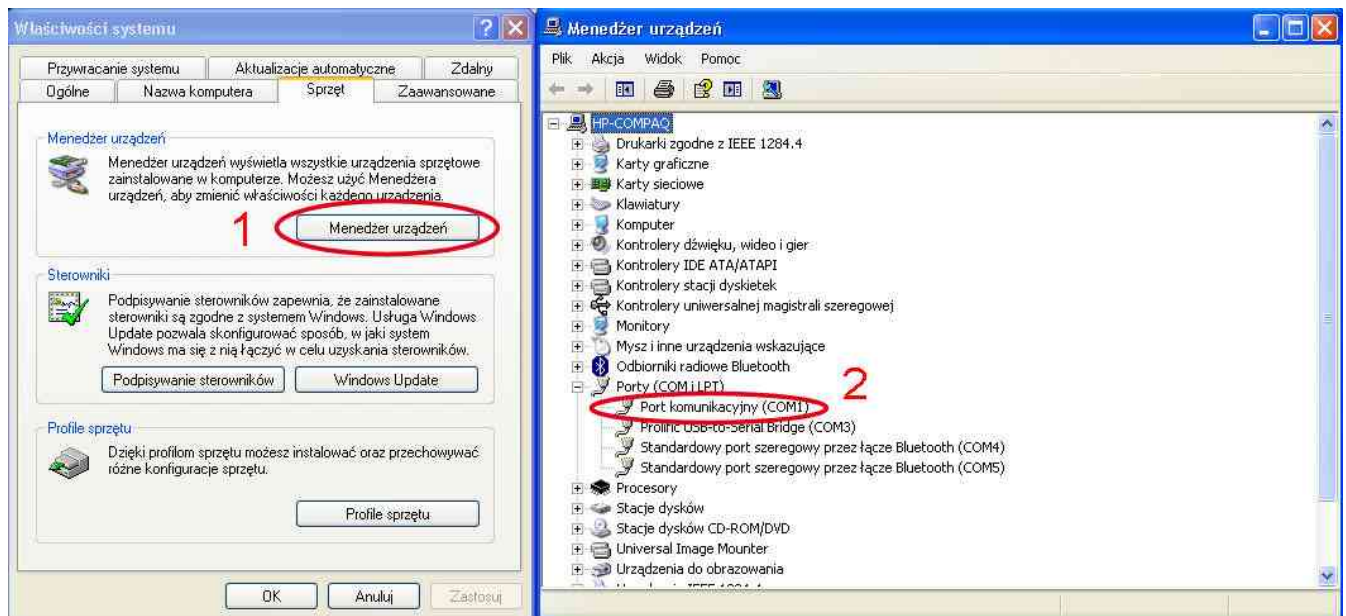 Właściwości systemu
Przywracanie systemu
Aktualizacje automatyczne
Zdalny
Ogólne
Nazwa komputera
Sprzęt
Zaawansowane
Menedżer urządzeń
Menedżer urządzeń wyświetla wszystkie urządzenia sprzętowe
zainstalowane w komputerze. Możesz użyć Menedżera
urządzeń, aby zmienić właściwości każdego urządzenia.
1
Menedżer urządzeń
Sterowniki
Podpisywanie sterowników zapewnia, że zainstalowane
sterowniki są zgodne z systemem Windows. Usługa Windows
Update pozwala skonfigurować sposób, w jaki system
Windows ma się z nią łączyć w celu uzyskania sterowników.
Podpisywanie sterowników
Windows Update
Profile sprzętu
Dzięki profilom sprzętu możesz instalować oraz przechowywać
różne konfiguracje sprzętu.
Profile sprzętu
OK
Anuluj
Zastosuj
Menedżer urządzeń
Plik Akcja Widok Pomoc
HP-COMPAQ
Drukarki zgodne z IEEE 1284.4
Karty graficzne
Karty sieciowe
Klawiatury
Komputer
Kontrolery dźwięku, wideo i gier
Kontrolery IDE ATA/ATAPI
Kontrolery stacji dyskietek
Kontrolery uniwersalnej magistrali szeregowej
Monitory
Mysz i inne urządzenia wskazujące
Odbiorniki radiowe Bluetooth
Porty (COM i LPT)
2
Port komunikacyjny (COM1)
Prolific USB-to-Serial Bridge (COM3)
Standardowy port szeregowy przez łącze Bluetooth (COM4)
Standardowy port szeregowy przez łącze Bluetooth (COM5)
Procesory
Stacje dysków
Stacje dysków CD-ROM/DVD
Universal Image Mounter
Urządzenia do obrazowania